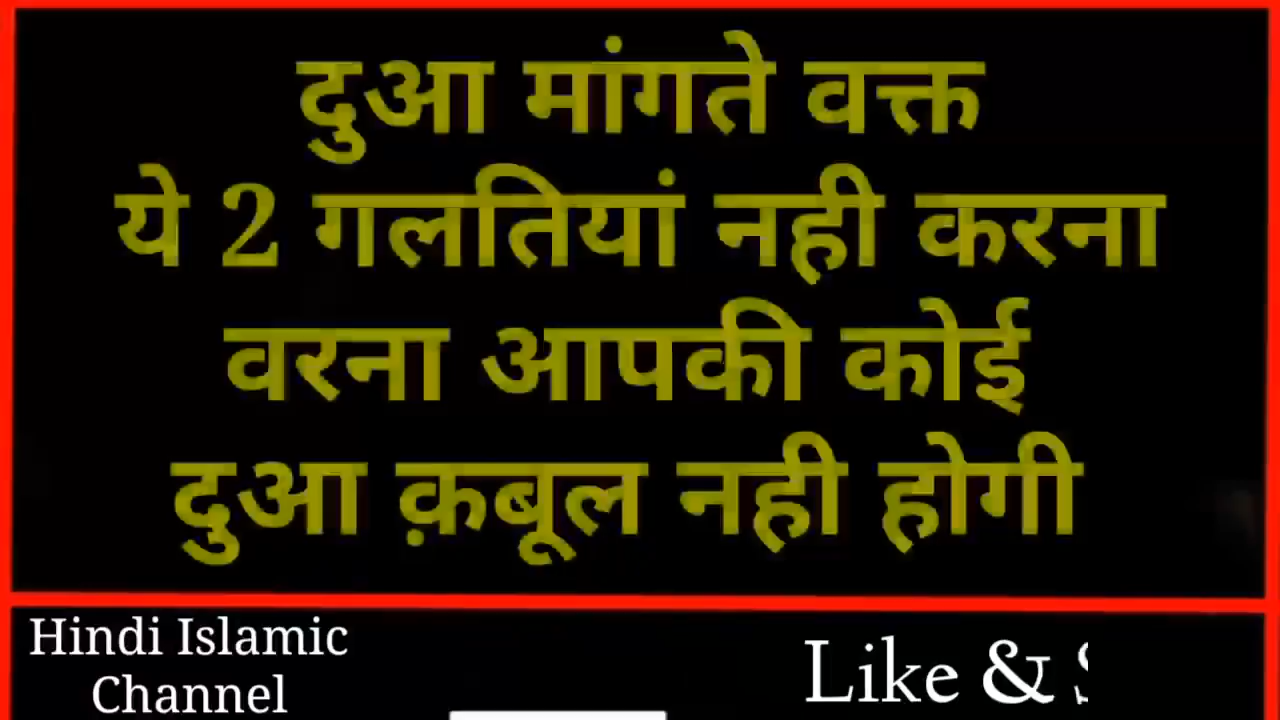 दुआ मांगते वक्त
ये 2 गलतियां नही करना
वरना आपकी कोई
दुआ क़बूल नही होगी
Hindi Islamic
Channel
Like &